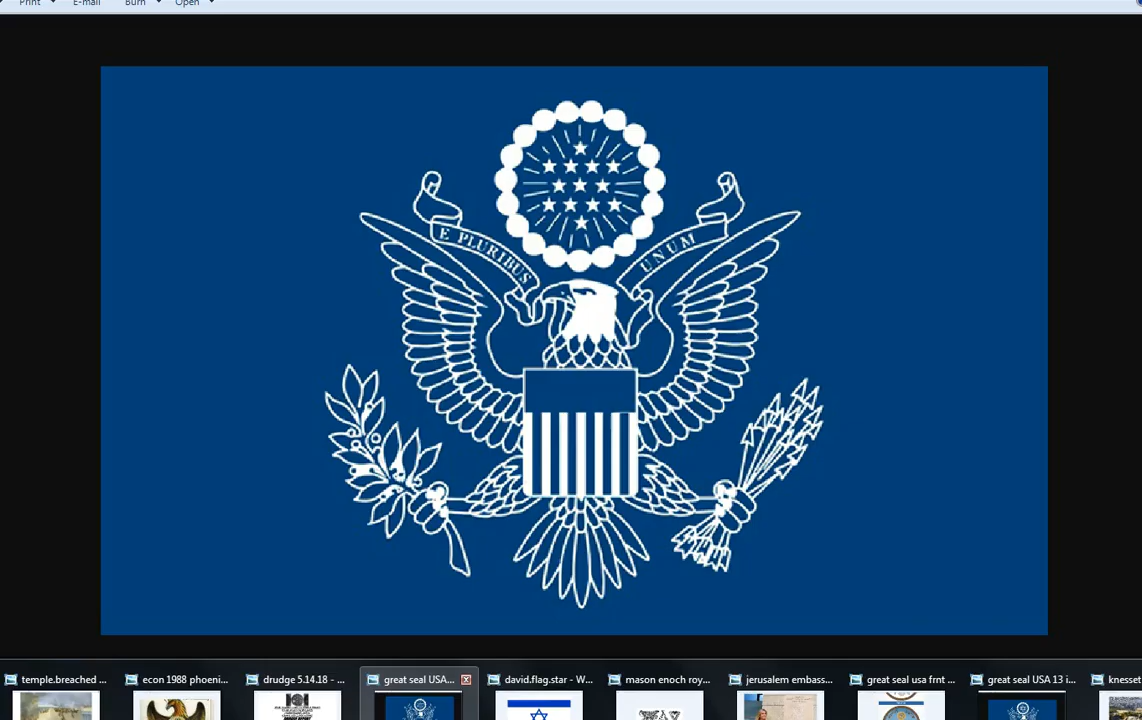 Print E-mail Burn Open
E PLURIBUS UNUM
temple.breached ... econ 1988 phoeni... drudge 5.14.18 - ... great seal USA... david.flag.star - W... mason enoch roy... jerusalem embass... great seal usa frnt ... great seal USA 13 i... knesset